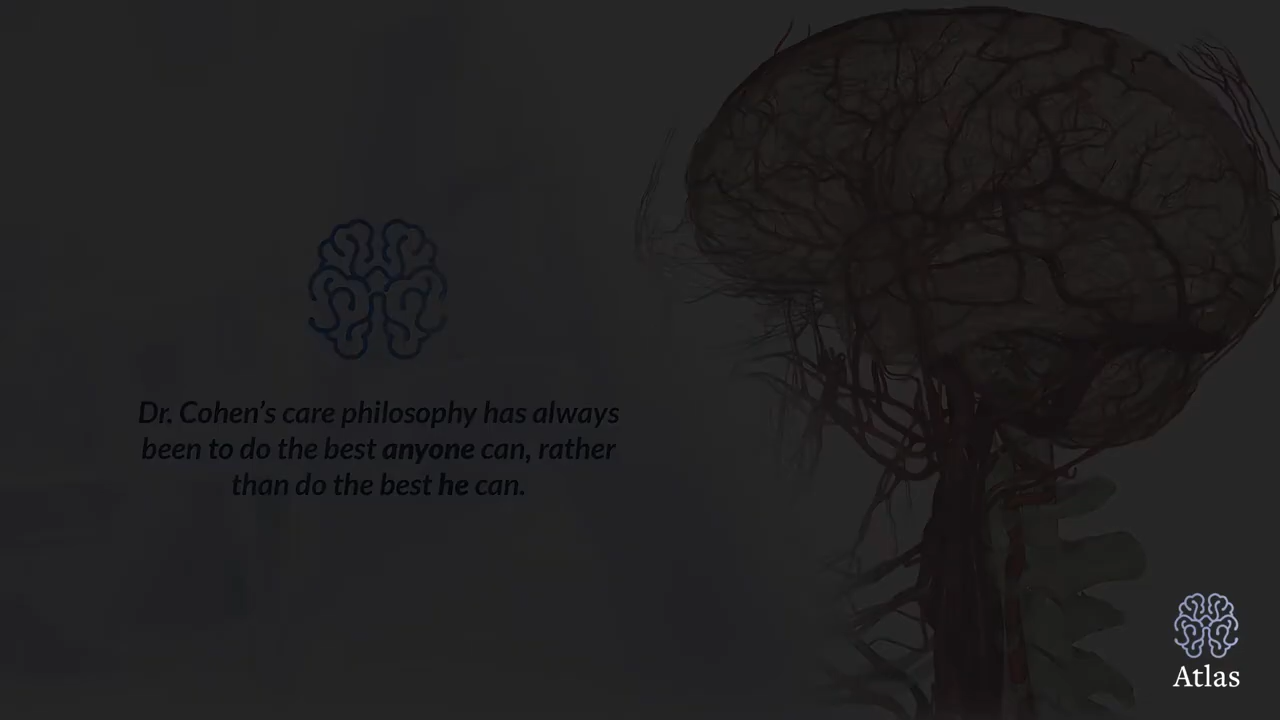 Dr. Cohen’s care philosophy has always
been to do the best anyone can, rather
than do the best he can.
Atlas